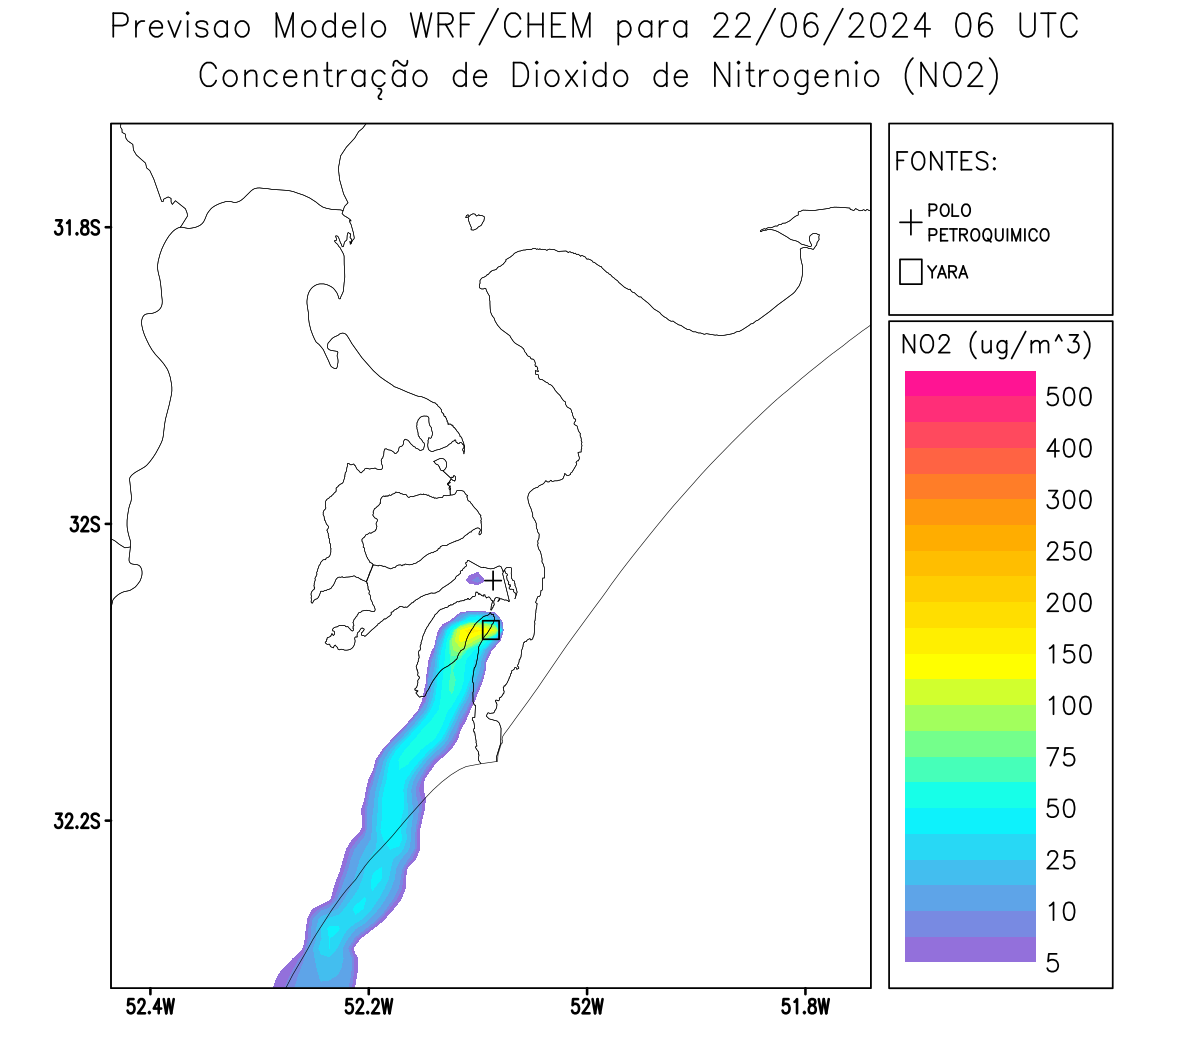 Previsao Modelo WRF/CHEM para 22/06/2024 06 UTC
Concentração de Dioxido de Nitrogenio (NO2)
FONTES:
POLO
PETROQUIMICO
YARA
NO2 (ug/m^3)
500
400
300
250
200
150
100
75
50
25
10
5
31.8S
32S
32.2S
52.4W
52.2W
52W
51.8W